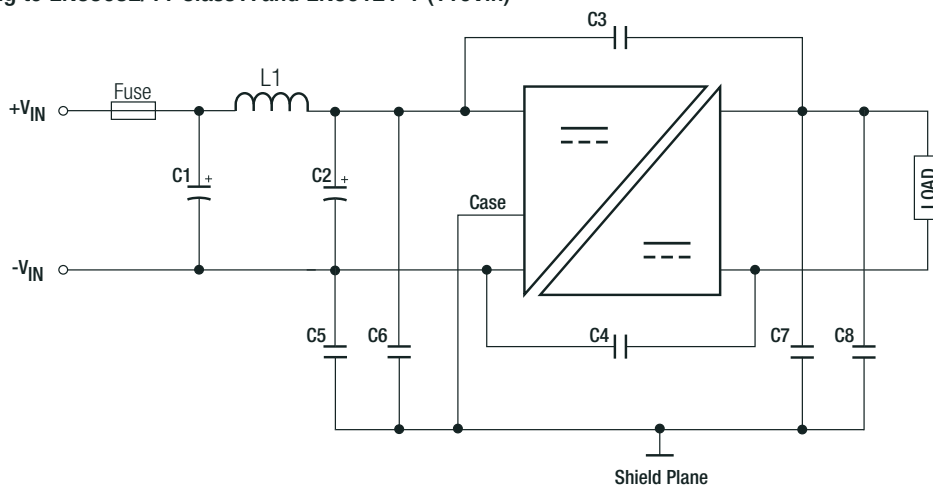 C3
Fuse
L1
+VIN
C1
+
C2
+
Case
LOAD
-VIN
C5
C6
C4
C7
C8
Shield Plane